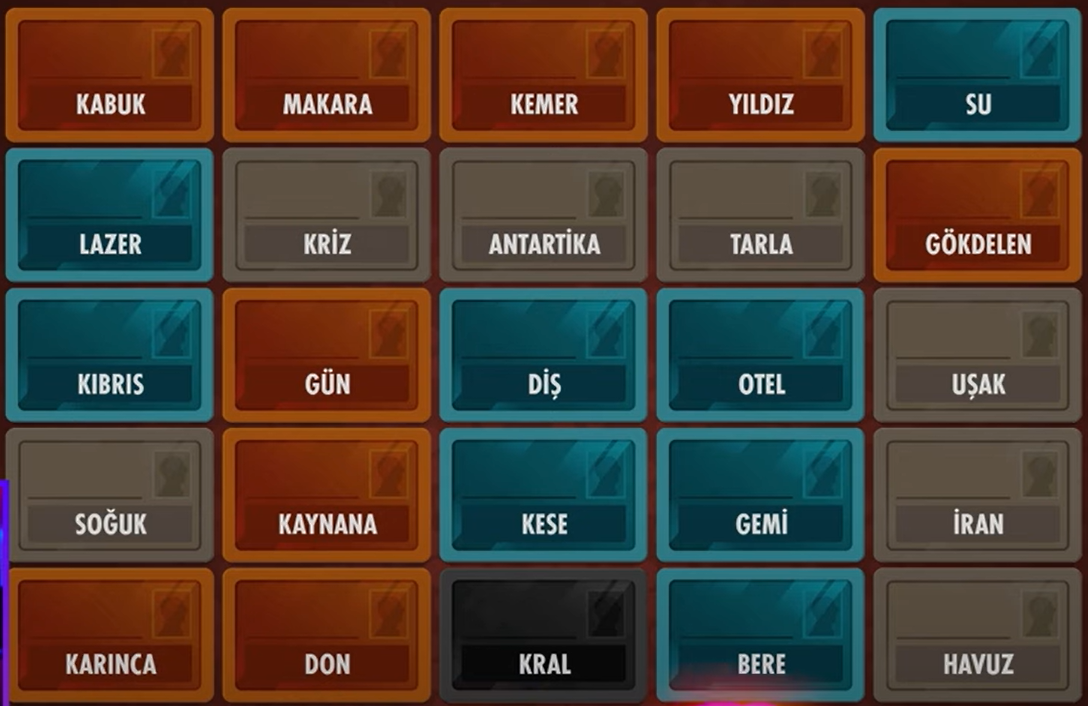 KABUK
MAKARA
KEMER
YILDIZ
SU
LAZER
KRİZ
ANTARTİKA
TARLA
GÖKDELEN
KIBRIS
GÜN
DİŞ
OTEL
UŞAK
SOĞUK
KAYNANA
KESE
GEMİ
İRAN
KARINCA
DON
KRAL
BERE
HAVUZ